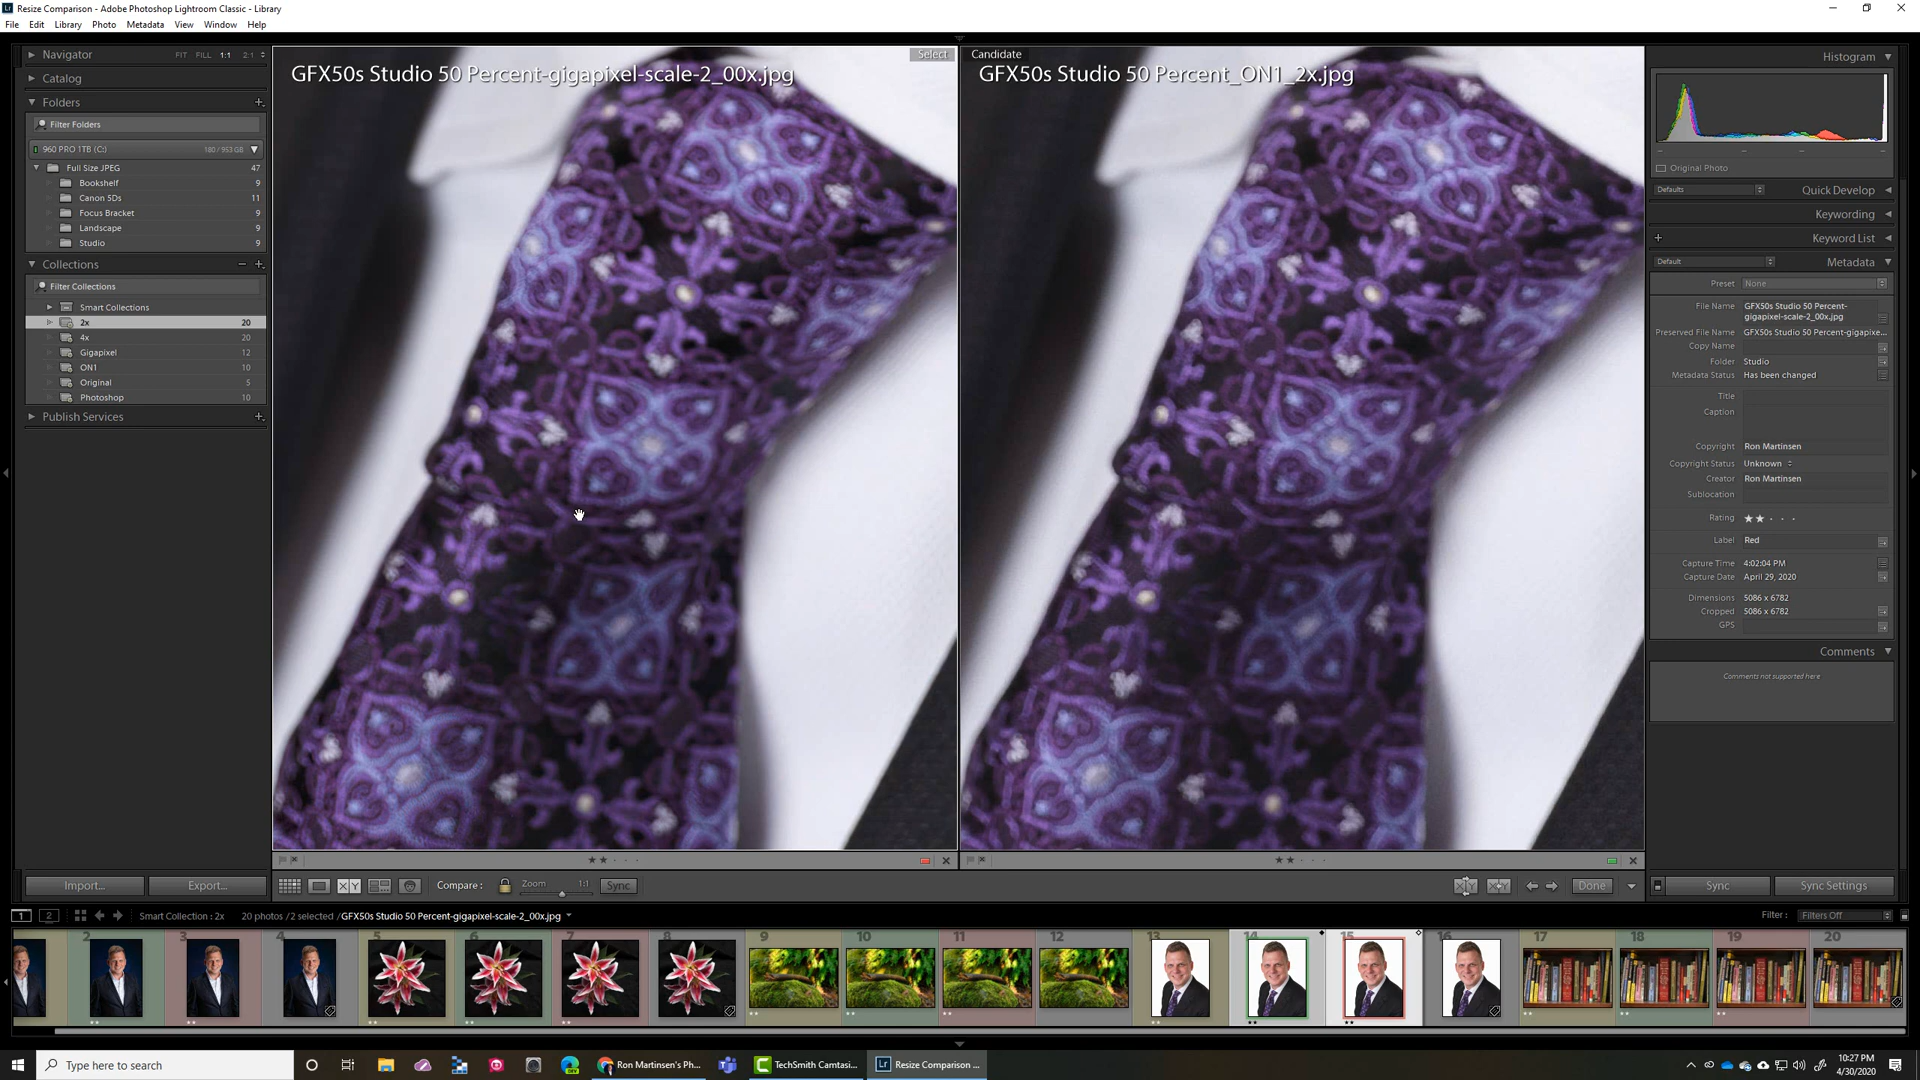 Resize Comparison - Adobe Photoshop Lightroom Classic - Library
File Edit Library Photo Metadata View Window Help
Navigator FIT FILL 1:1 2:1
Catalog
Folders
Filter Folders
960 PRO 1TB (C:) 180 / 953 GB
Full Size JPEG 47
Bookshelf 9
Canon 5Ds 11
Focus Bracket 9
Landscape 9
Studio 9
Collections
Filter Collections
Smart Collections
2x 20
4x 20
Gigapixel 12
ON1 10
Original 5
Photoshop 10
Publish Services
Import... Export...
Select
GFX50s Studio 50 Percent-gigapixel-scale-2_00x.jpg
Candidate
GFX50s Studio 50 Percent_ON1_2x.jpg
Compare : Zoom 1:1 Sync
Done
Histogram
Original Photo
Defaults Quick Develop
Keywording
Keyword List
Default Metadata
Preset None
File Name GFX50s Studio 50 Percent-
gigapixel-scale-2_00x.jpg
Preserved File Name GFX50s Studio 50 Percent-gigapixe...
Copy Name
Folder Studio
Metadata Status Has been changed
Title
Caption
Copyright Ron Martinsen
Copyright Status Unknown
Creator Ron Martinsen
Sublocation
Rating
Label Red
Capture Time 4:02:04 PM
Capture Date April 29, 2020
Dimensions 5086 x 6782
Cropped 5086 x 6782
GPS
Comments
Comments not supported here
Sync Sync Settings
1 2 Smart Collection : 2x 20 photos / 2 selected / GFX50s Studio 50 Percent-gigapixel-scale-2_00x.jpg
Filter : Filters Off
2 3 4 5 6 7 8 9 10 11 12 13 14 15 16 17 18 19 20
Type here to search
Ron Martinsen's Ph...
TechSmith Camtasi...
Resize Comparison ...
10:27 PM
4/30/2020